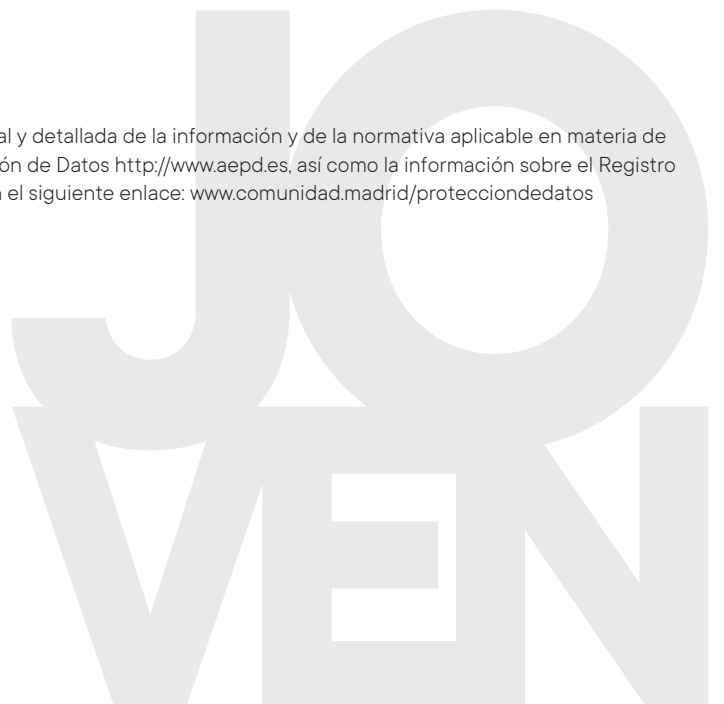 al y detallada de la información y de la normativa aplicable en materia de
ón de Datos http://www.aepd.es, así como la información sobre el Registro
el siguiente enlace: www.comunidad.madrid/protecciondedatos
JO
VEN